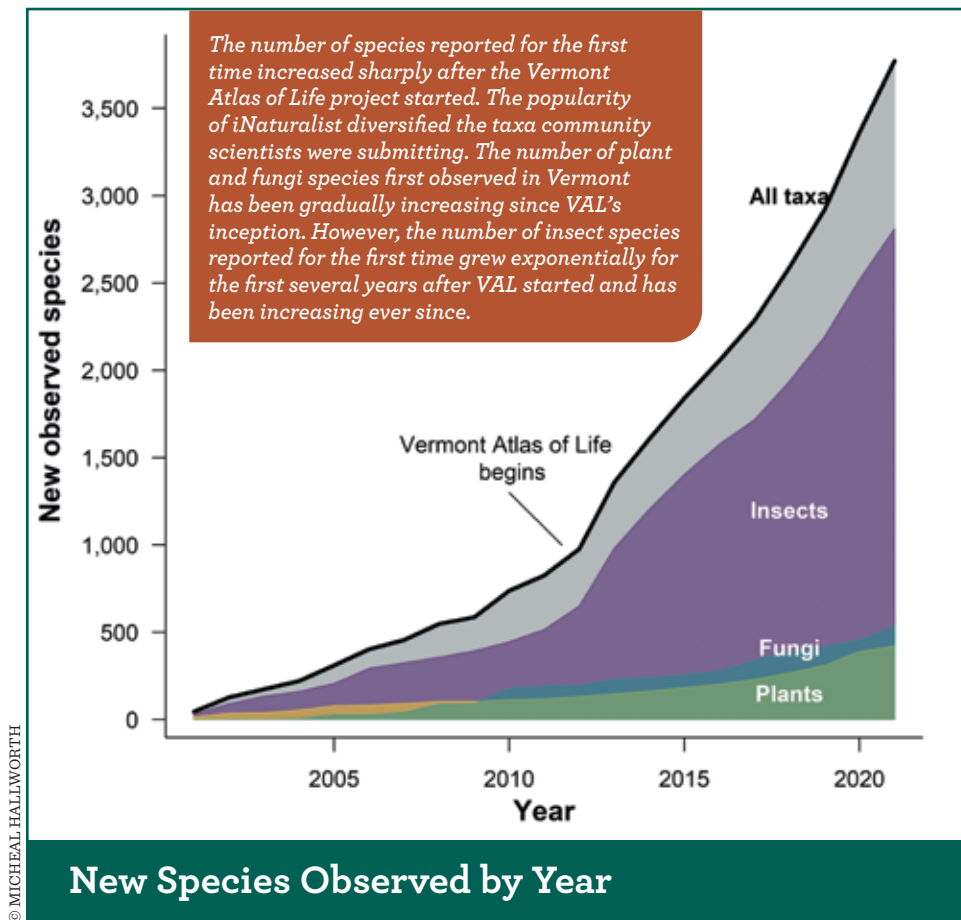 The number of species reported for the first
time increased sharply after the Vermont
Atlas of Life project started. The popularity
of iNaturalist diversified the taxa community
scientists were submitting. The number of plant
and fungi species first observed in Vermont
has been gradually increasing since VAL's
inception. However, the number of insect species
reported for the first time grew exponentially for
the first several years after VAL started and has
been increasing ever since.
New observed species
3,500
3,000
2,500
2,000
1,500
1,000
500
0
All taxa
Vermont Atlas of Life
begins
Insects
Fungi
Plants
2005
2010
2015
2020
Year
© MICHEAL HALLWORTH
New Species Observed by Year